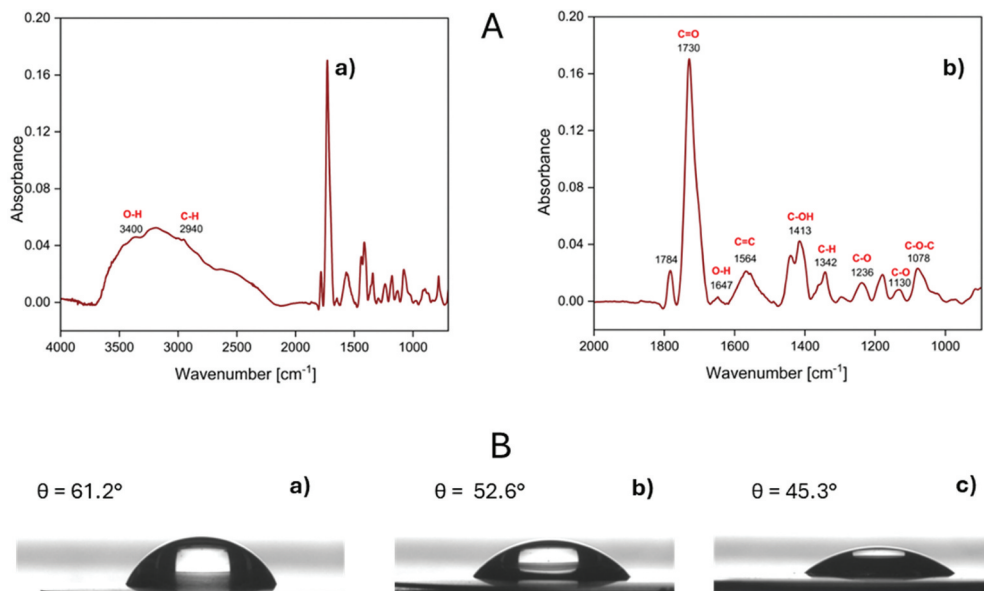 A
a)
0.20
0.16
0.12
0.08
0.04
0.00
Absorbance
O-H
3400
C-H
2940
4000 3500 3000 2500 2000 1500 1000
Wavenumber [cm⁻¹]
b)
0.20
0.16
0.12
0.08
0.04
0.00
Absorbance
C=O
1730
1784
O-H
1647
C=C
1564
C-OH
1413
C-H
1342
C-O
1236
C-O
1130
C-O-C
1078
2000 1800 1600 1400 1200 1000
Wavenumber [cm⁻¹]
B
θ = 61.2° a)
θ = 52.6° b)
θ = 45.3° c)